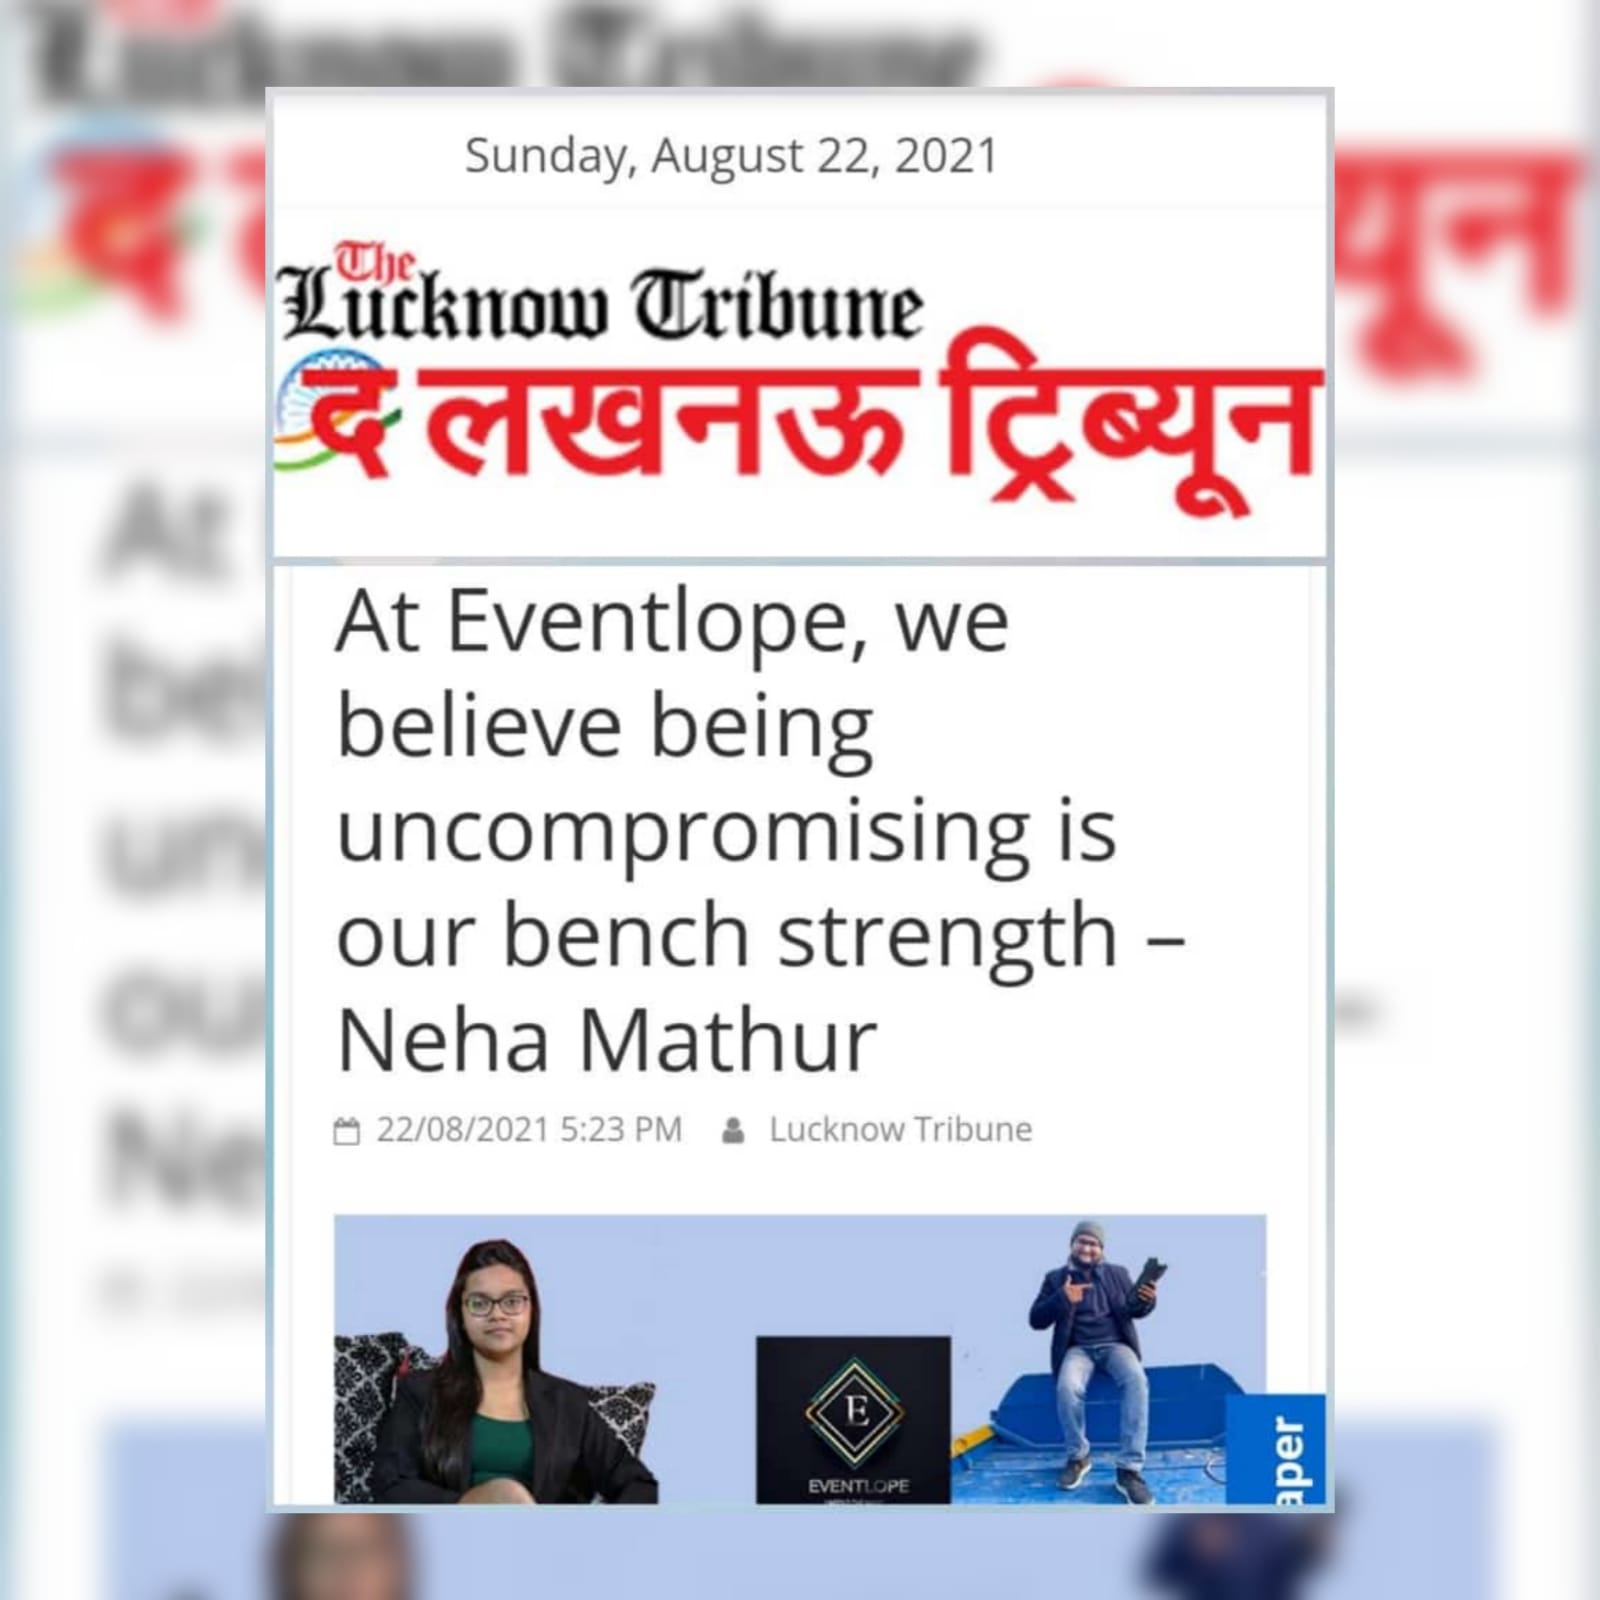 Sunday, August 22, 2021
The
Lucknow Tribune
द लखनऊ ट्रिब्यून
At Eventlope, we
believe being
uncompromising is
our bench strength –
Neha Mathur
22/08/2021 5:23 PM Lucknow Tribune
E
EVENTLOPE
aper